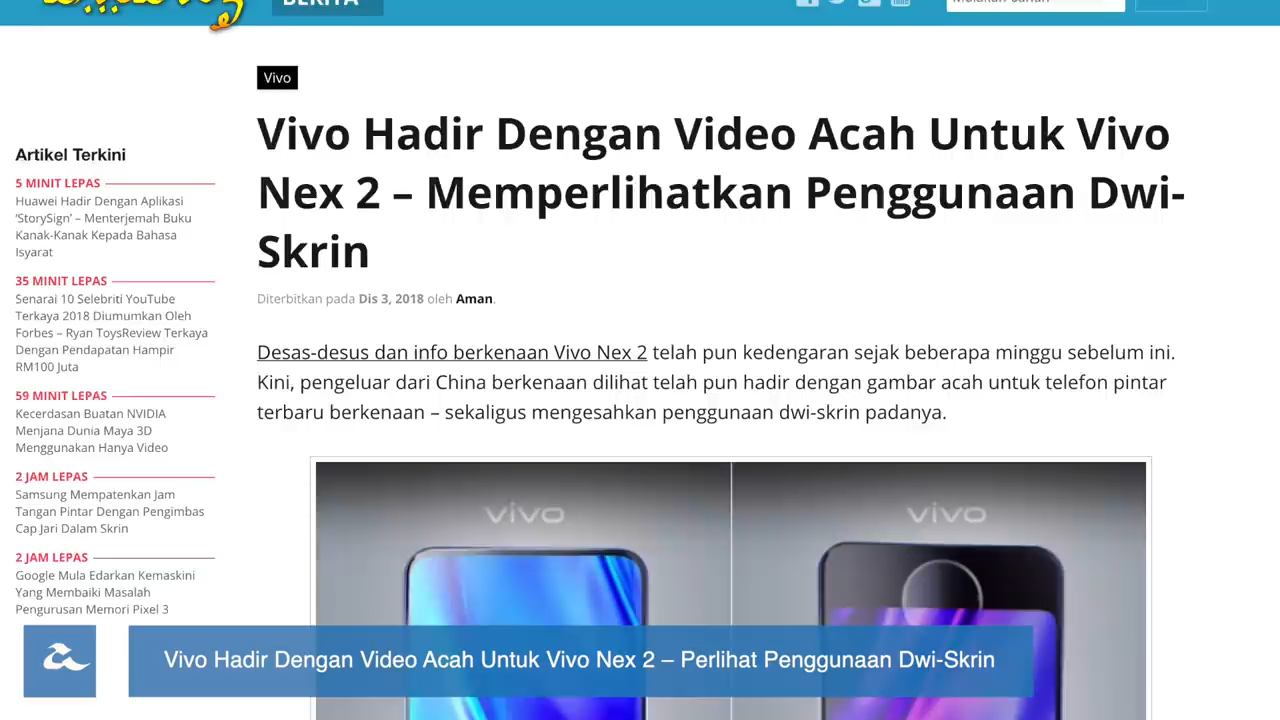 BERITA
Vivo
Vivo Hadir Dengan Video Acah Untuk Vivo
Nex 2 – Memperlihatkan Penggunaan Dwi-
Skrin
Diterbitkan pada Dis 3, 2018 oleh Aman.
Artikel Terkini
5 MINIT LEPAS
Huawei Hadir Dengan Aplikasi
‘StorySign’ – Menterjemah Buku
Kanak-Kanak Kepada Bahasa
Isyarat
35 MINIT LEPAS
Senarai 10 Selebriti YouTube
Terkaya 2018 Diumumkan Oleh
Forbes – Ryan ToysReview Terkaya
Dengan Pendapatan Hampir
RM100 Juta
59 MINIT LEPAS
Kecerdasan Buatan NVIDIA
Menjana Dunia Maya 3D
Menggunakan Hanya Video
2 JAM LEPAS
Samsung Mempatenkan Jam
Tangan Pintar Dengan Pengimbas
Cap Jari Dalam Skrin
2 JAM LEPAS
Google Mula Edarkan Kemaskini
Yang Membaiki Masalah
Pengurusan Memori Pixel 3
Desas-desus dan info berkenaan Vivo Nex 2 telah pun kedengaran sejak beberapa minggu sebelum ini.
Kini, pengeluar dari China berkenaan dilihat telah pun hadir dengan gambar acah untuk telefon pintar
terbaru berkenaan – sekaligus mengesahkan penggunaan dwi-skrin padanya.
vivo
vivo
Vivo Hadir Dengan Video Acah Untuk Vivo Nex 2 – Perlihat Penggunaan Dwi-Skrin